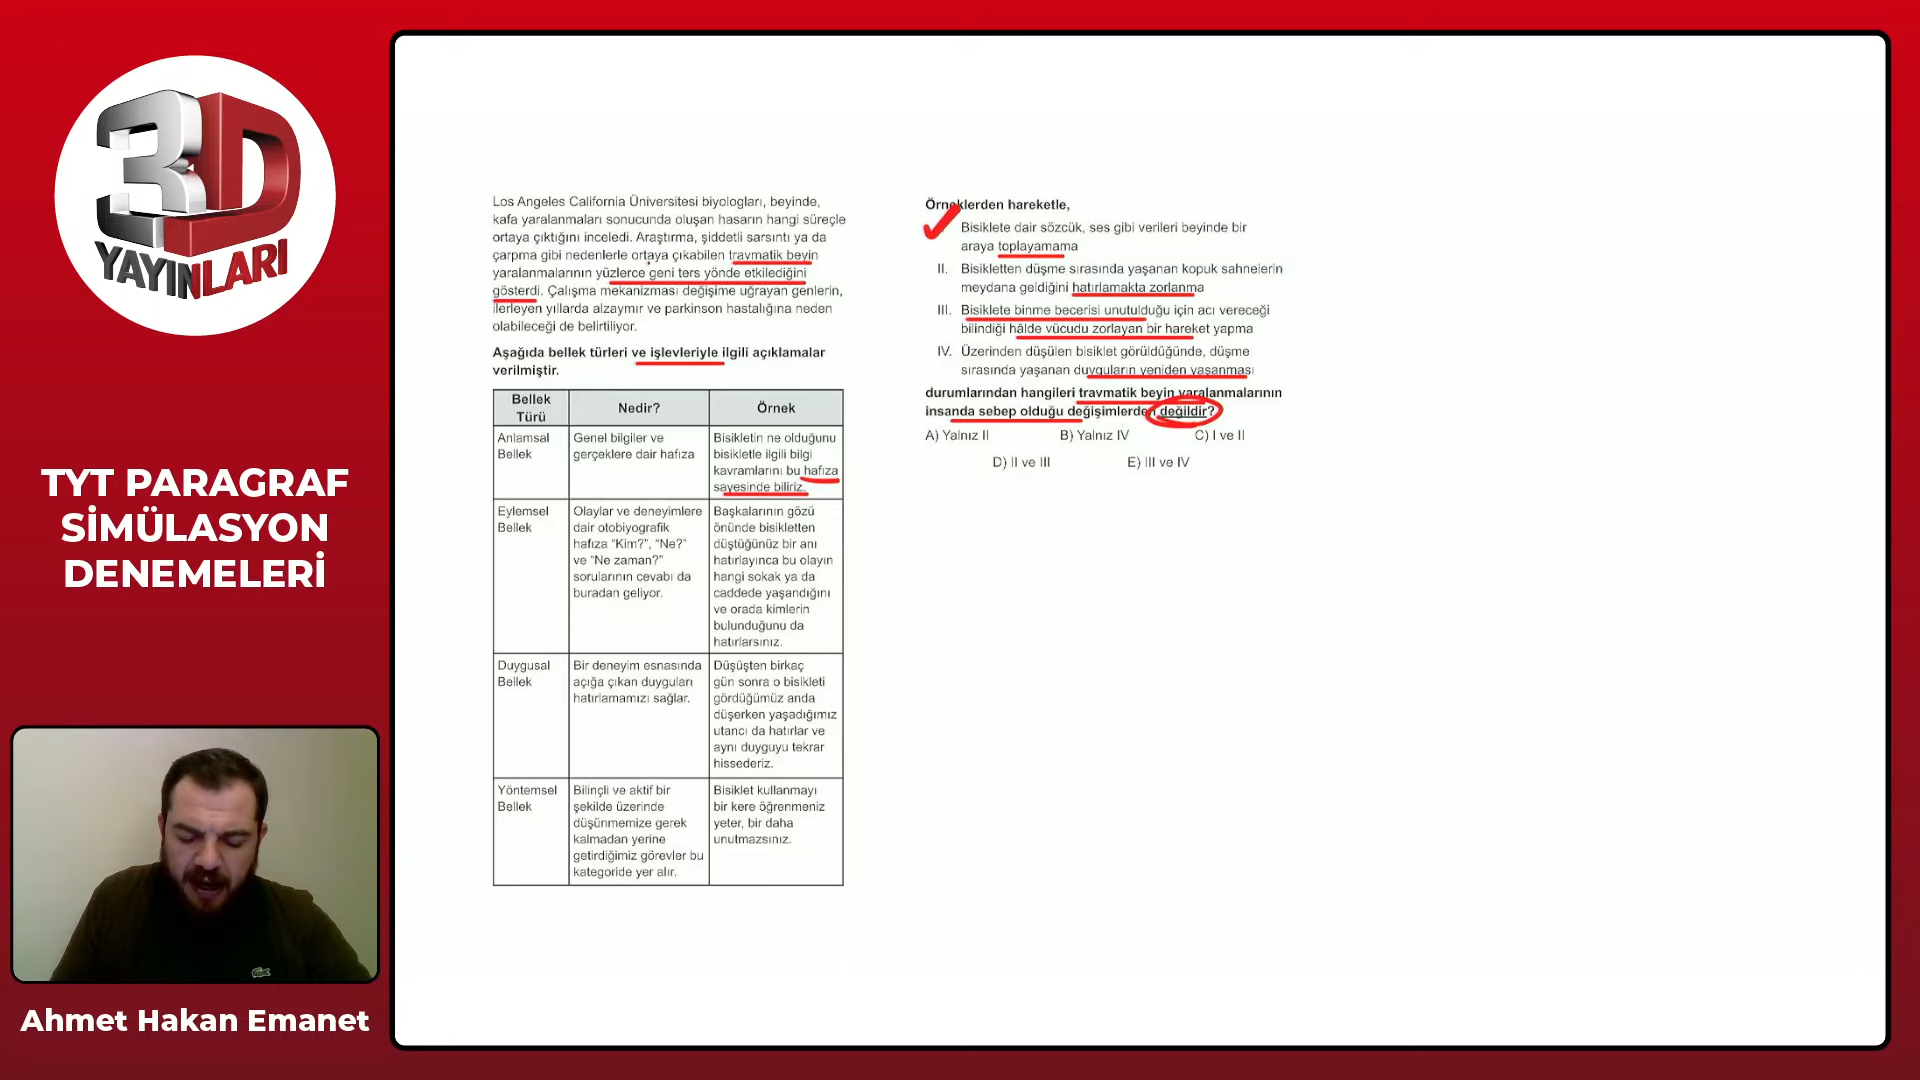 3D
YAYINLARI
TYT PARAGRAF
SİMÜLASYON
DENEMELERİ
Ahmet Hakan Emanet
Los Angeles California Üniversitesi biyologları, beyinde,
kafa yaralanmaları sonucunda oluşan hasarın hangi süreçle
ortaya çıktığını inceledi. Araştırma, şiddetli sarsıntı ya da
çarpma gibi nedenlerle ortaya çıkabilen travmatik beyin
yaralanmalarının yüzlerce geni ters yönde etkilediğini
gösterdi. Çalışma mekanizması değişime uğrayan genlerin,
ilerleyen yıllarda alzaymır ve parkinson hastalığına neden
olabileceği de belirtiliyor.
Aşağıda bellek türleri ve işlevleriyle ilgili açıklamalar
verilmiştir.
Bellek
Türü
Nedir?
Örnek
Anlamsal
Bellek
Genel bilgiler ve
gerçeklere dair hafıza
Bisikletin ne olduğunu
bisikletle ilgili bilgi
kavramlarını bu hafıza
sayesinde biliriz.
Eylemsel
Bellek
Olaylar ve deneyimlere
dair otobiyografik
hafıza “Kim?”, “Ne?”
ve “Ne zaman?”
sorularının cevabı da
buradan geliyor.
Başkalarının gözü
önünde bisikletten
düştüğünüz bir anı
hatırlayınca bu olayın
hangi sokak ya da
caddede yaşandığını
ve orada kimlerin
bulunduğunu da
hatırlarsınız.
Duygusal
Bellek
Bir deneyim esnasında
açığa çıkan duyguları
hatırlamamızı sağlar.
Düşüşten birkaç
gün sonra o bisikleti
gördüğümüz anda
düşerken yaşadığımız
utancı da hatırlar ve
aynı duyguyu tekrar
hissederiz.
Yöntemsel
Bellek
Bilinçli ve aktif bir
şekilde üzerinde
düşünmemize gerek
kalmadan yerine
getirdiğimiz görevler bu
kategoride yer alır.
Bisiklet kullanmayı
bir kere öğrenmeniz
yeter, bir daha
unutmazsınız.
Örneklerden hareketle,
Bisiklete dair sözcük, ses gibi verileri beyinde bir
araya toplayamama
II. Bisikletten düşme sırasında yaşanan kopuk sahnelerin
meydana geldiğini hatırlamakta zorlanma
III. Bisiklete binme becerisi unutulduğu için acı vereceği
bilindiği hâlde vücudu zorlayan bir hareket yapma
IV. Üzerinden düşülen bisiklet görüldüğünde, düşme
sırasında yaşanan duyguların yeniden yaşanması
durumlarından hangileri travmatik beyin yaralanmalarının
insanda sebep olduğu değişimlerden değildir?
A) Yalnız II B) Yalnız IV C) I ve II
D) II ve III E) III ve IV